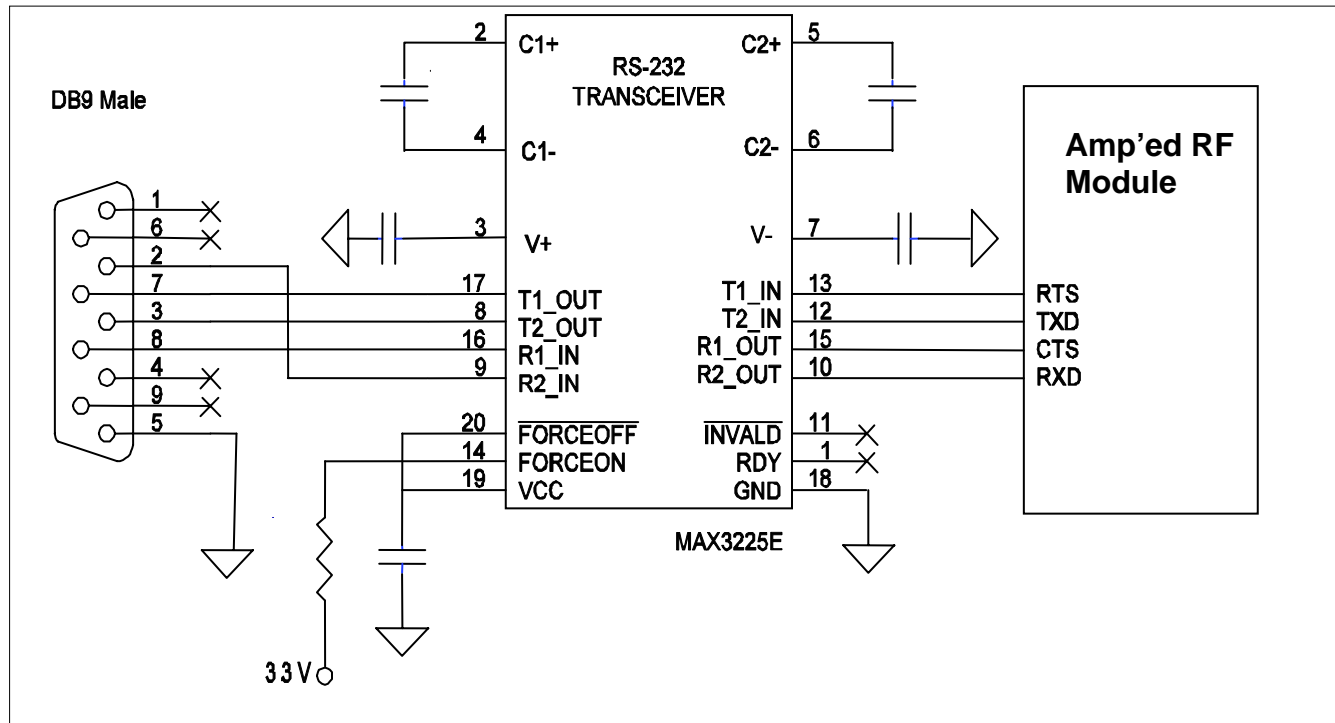 DB9 Male
1
6
2
7
3
8
4
9
5
2
4
3
17
8
16
9
20
14
19
C1+
C1-
V+
T1_OUT
T2_OUT
R1_IN
R2_IN
FORCEOFF
FORCEON
VCC
RS-232
TRANSCEIVER
C2+
C2-
V-
T1_IN
T2_IN
R1_OUT
R2_OUT
INVALD
RDY
GND
5
6
7
13
12
15
10
11
1
18
MAX3225E
Amp'ed RF
Module
RTS
TXD
CTS
RXD
3 3 V